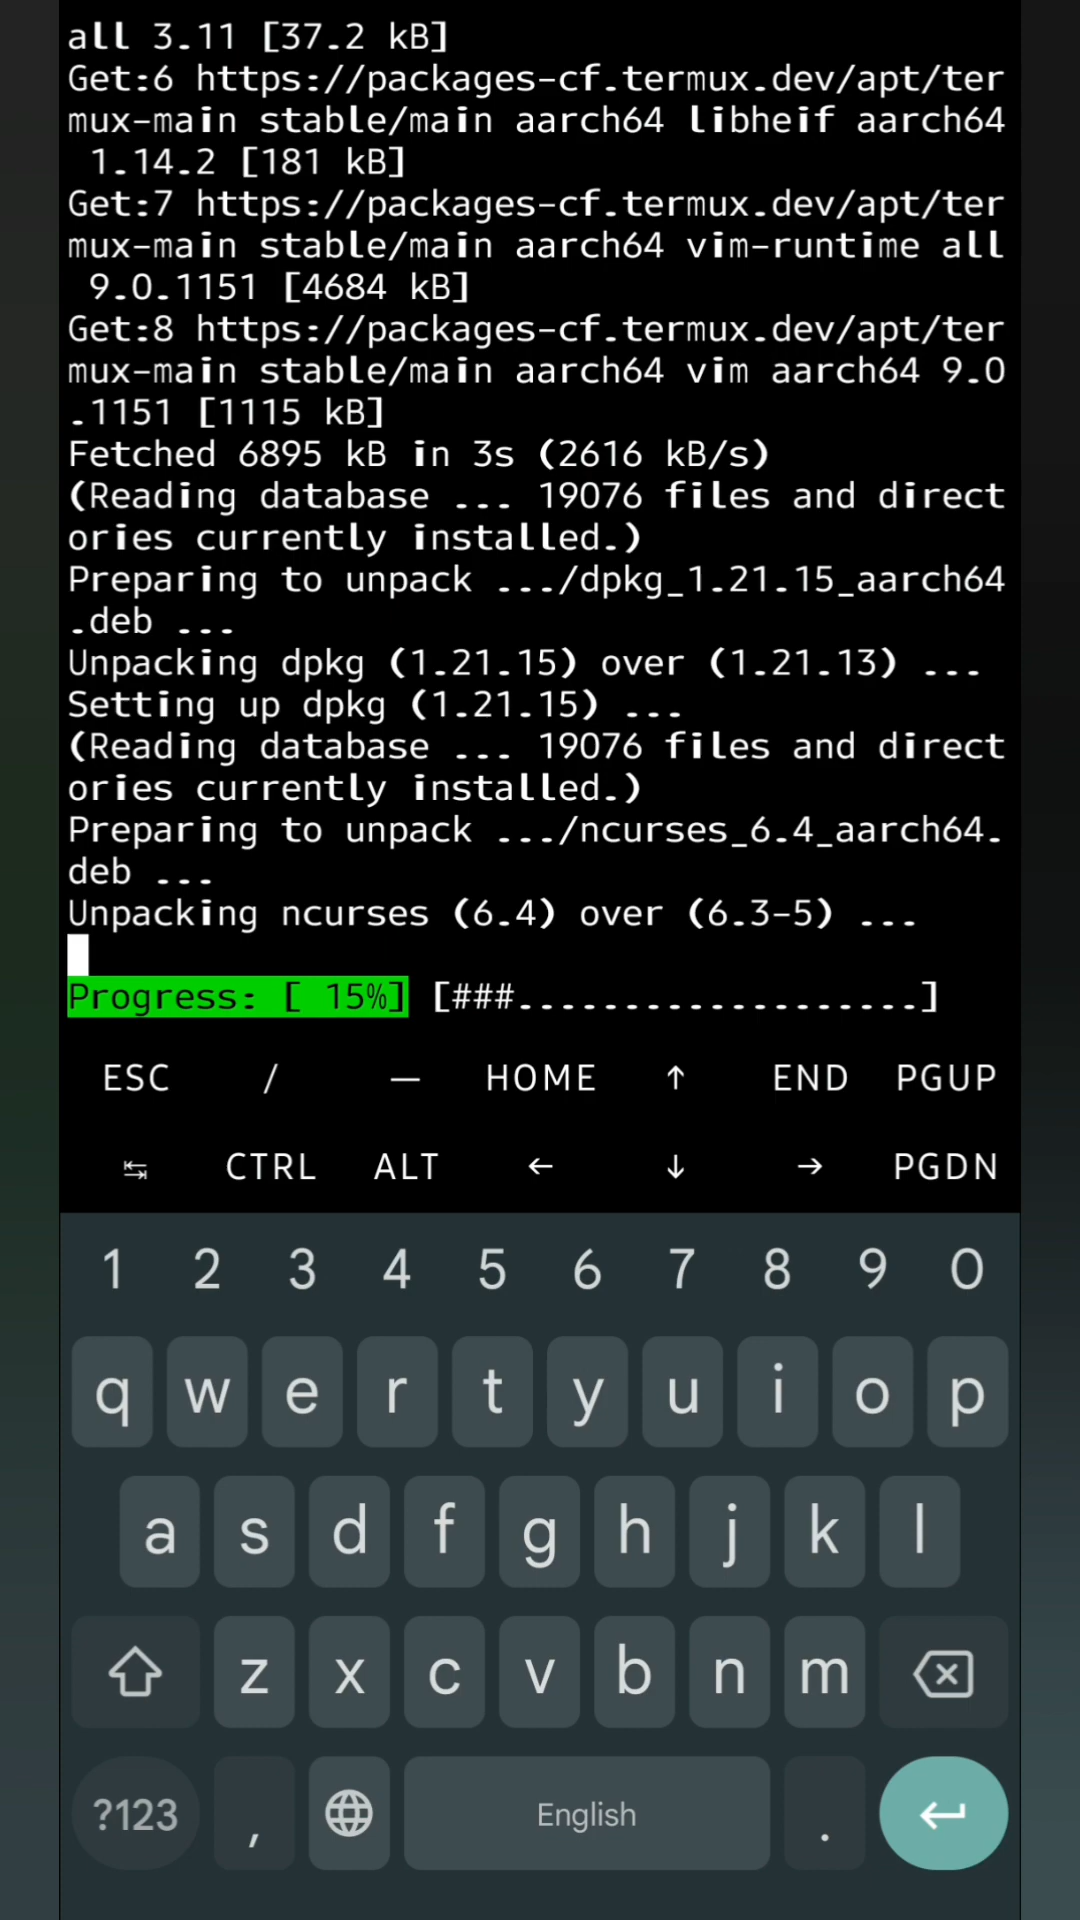 all 3.11 [37.2 kB]
Get:6 https://packages-cf.termux.dev/apt/ter
mux-main stable/main aarch64 libheif aarch64
 1.14.2 [181 kB]
Get:7 https://packages-cf.termux.dev/apt/ter
mux-main stable/main aarch64 vim-runtime all
 9.0.1151 [4684 kB]
Get:8 https://packages-cf.termux.dev/apt/ter
mux-main stable/main aarch64 vim aarch64 9.0
.1151 [1115 kB]
Fetched 6895 kB in 3s (2616 kB/s)
(Reading database ... 19076 files and direct
ories currently installed.)
Preparing to unpack .../dpkg_1.21.15_aarch64
.deb ...
Unpacking dpkg (1.21.15) over (1.21.13) ...
Setting up dpkg (1.21.15) ...
(Reading database ... 19076 files and direct
ories currently installed.)
Preparing to unpack .../ncurses_6.4_aarch64.
deb ...
Unpacking ncurses (6.4) over (6.3-5) ...
Progress: [ 15%] [###...................]
ESC / — HOME ↑ END PGUP
↹ CTRL ALT ← ↓ → PGDN
1 2 3 4 5 6 7 8 9 0
q w e r t y u i o p
a s d f g h j k l
z x c v b n m
?123 , English .